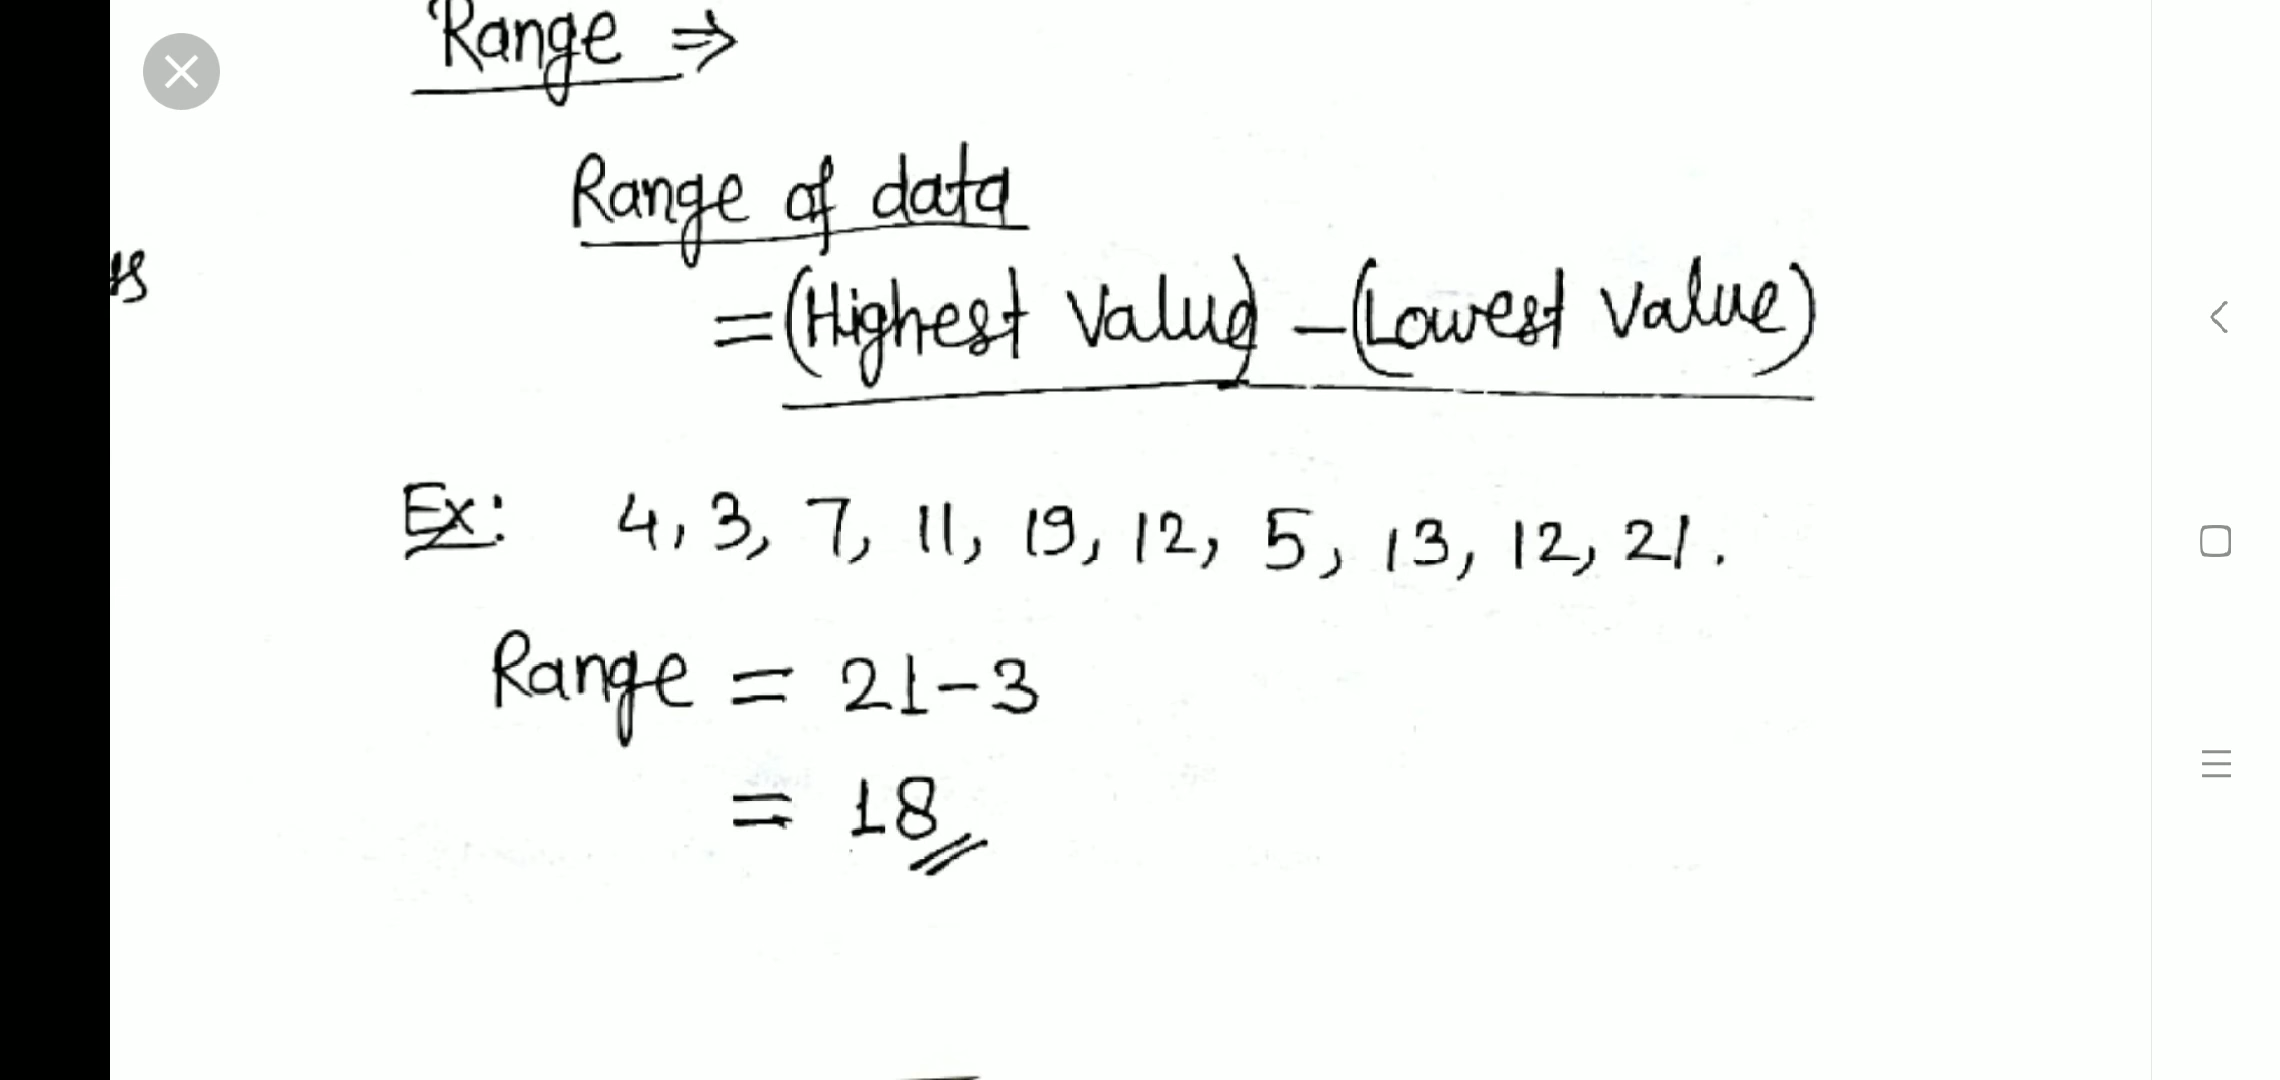 Range ⇒
Range of data
= (Highest Value) - (Lowest Value)
Ex: 4, 3, 7, 11, 19, 12, 5, 13, 12, 21.
Range = 21-3
= 18